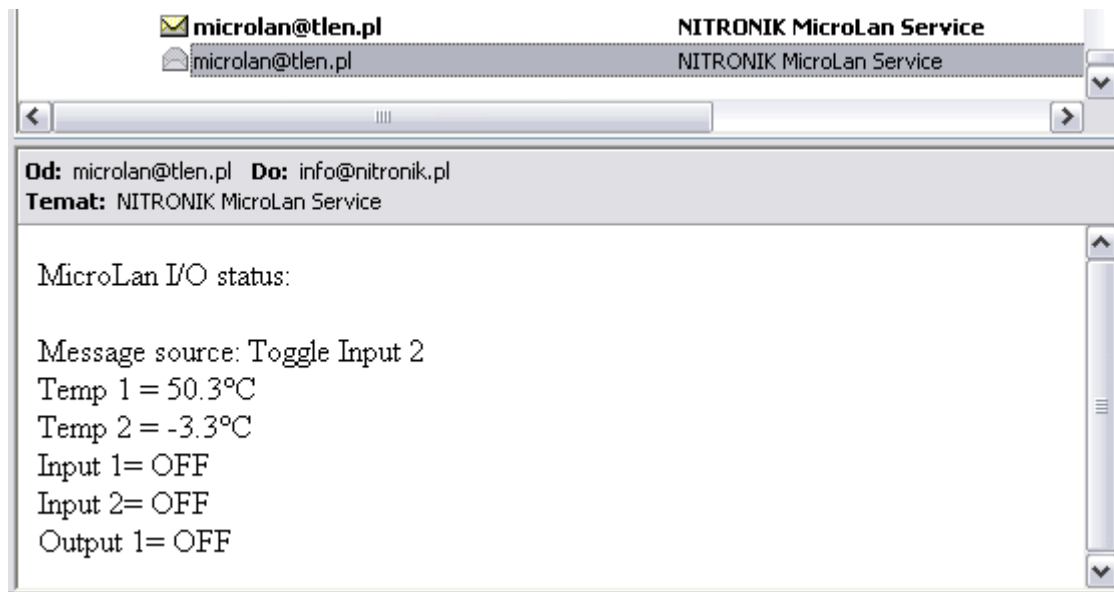 microlan@tlen.pl NITRONIK MicroLan Service
microlan@tlen.pl NITRONIK MicroLan Service
Od: microlan@tlen.pl Do: info@nitronik.pl
Temat: NITRONIK MicroLan Service
MicroLan I/O status:
Message source: Toggle Input 2
Temp 1 = 50.3ºC
Temp 2 = -3.3ºC
Input 1= OFF
Input 2= OFF
Output 1= OFF